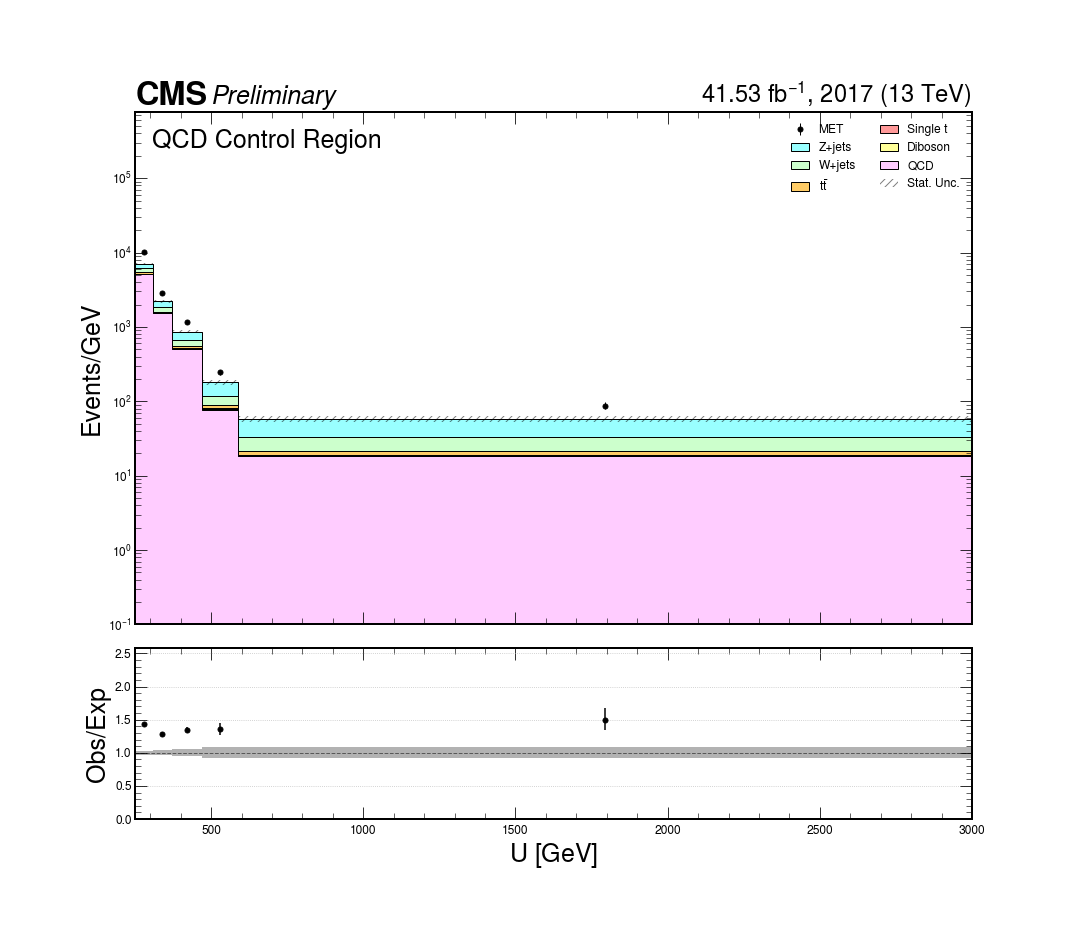 CMS Preliminary
41.53 fb⁻¹, 2017 (13 TeV)
QCD Control Region
MET
Z+jets
W+jets
tt̄
Single t
Diboson
QCD
Stat. Unc.
Events/GeV
10⁵
10⁴
10³
10²
10¹
10⁰
10⁻¹
Obs/Exp
2.5
2.0
1.5
1.0
0.5
0.0
500
1000
1500
2000
2500
3000
U [GeV]